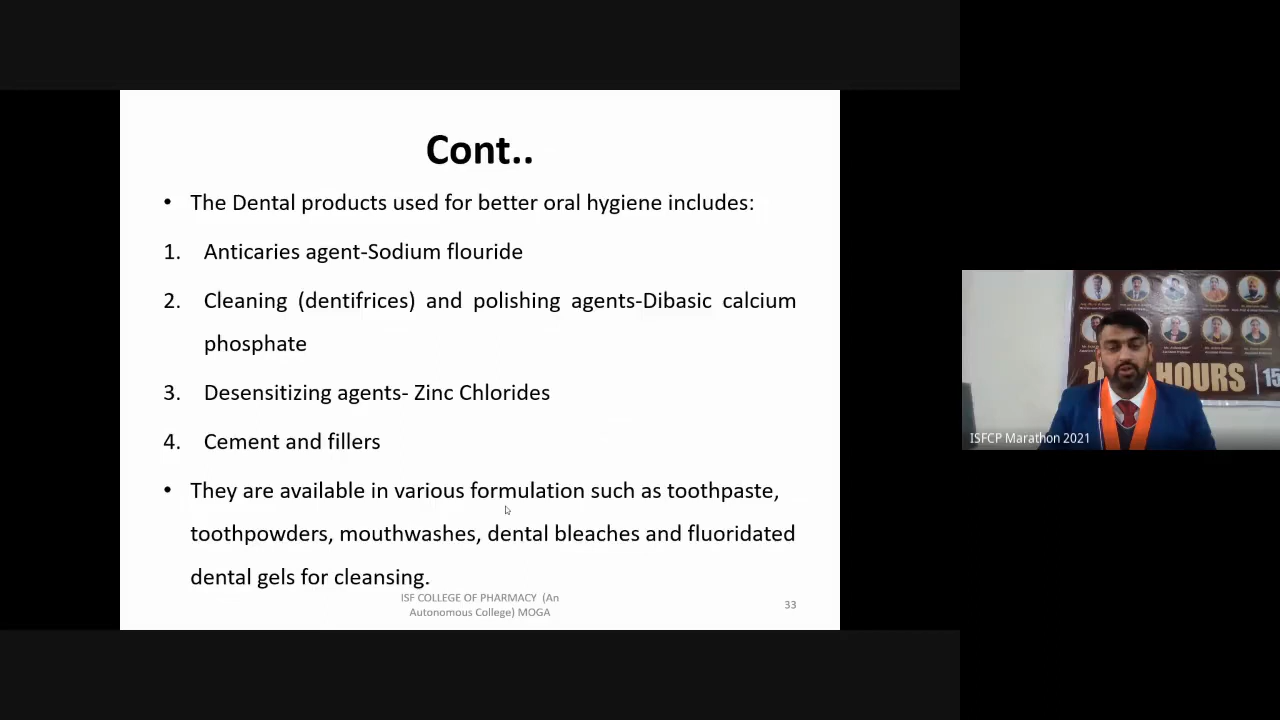 Cont..
• The Dental products used for better oral hygiene includes:
1. Anticaries agent-Sodium flouride
2. Cleaning (dentifrices) and polishing agents-Dibasic calcium
phosphate
3. Desensitizing agents- Zinc Chlorides
4. Cement and fillers
• They are available in various formulation such as toothpaste,
toothpowders, mouthwashes, dental bleaches and fluoridated
dental gels for cleansing.
ISF COLLEGE OF PHARMACY (An
Autonomous College) MOGA
33
HOURS | 15
ISFCP Marathon 2021